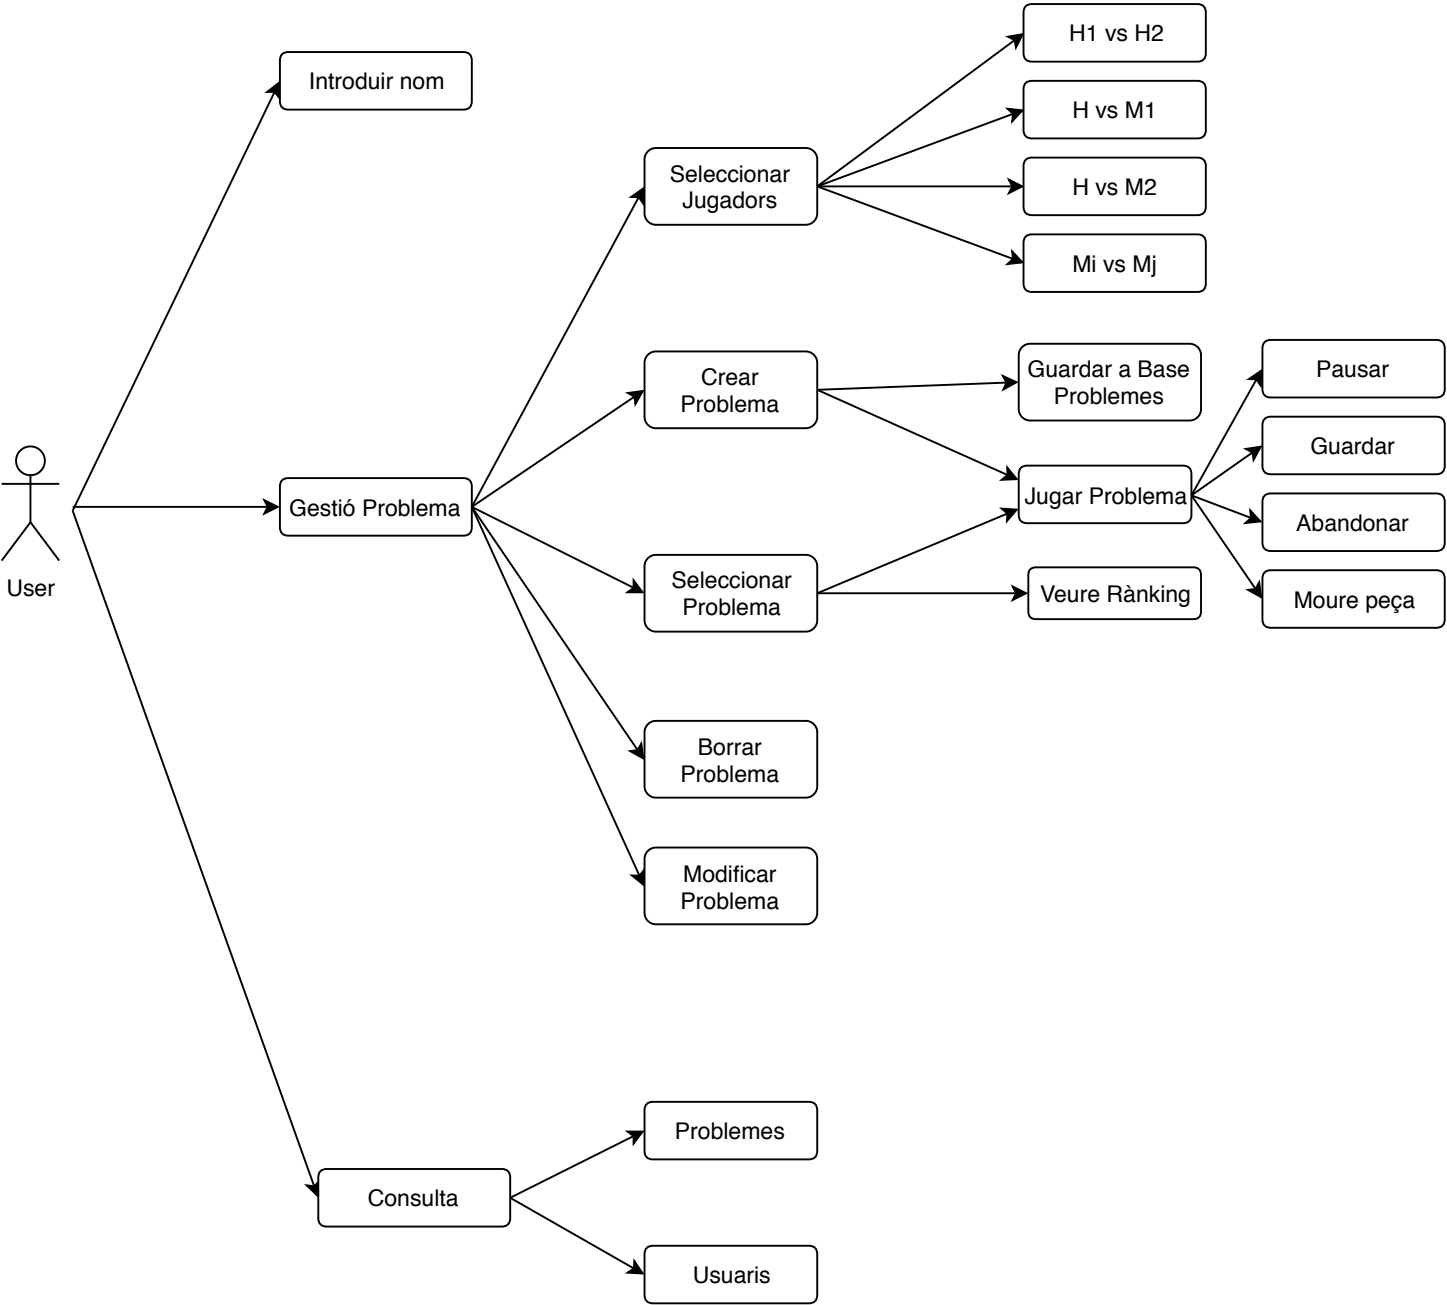 H1 vs H2
Introduir nom
H vs M1
Seleccionar
Jugadors
H vs M2
Mi vs Mj
Crear
Problema
Guardar a Base
Problemes
Pausar
Guardar
Gestió Problema
Jugar Problema
Abandonar
User
Seleccionar
Problema
Veure Rànking
Moure peça
Borrar
Problema
Modificar
Problema
Problemes
Consulta
Usuaris